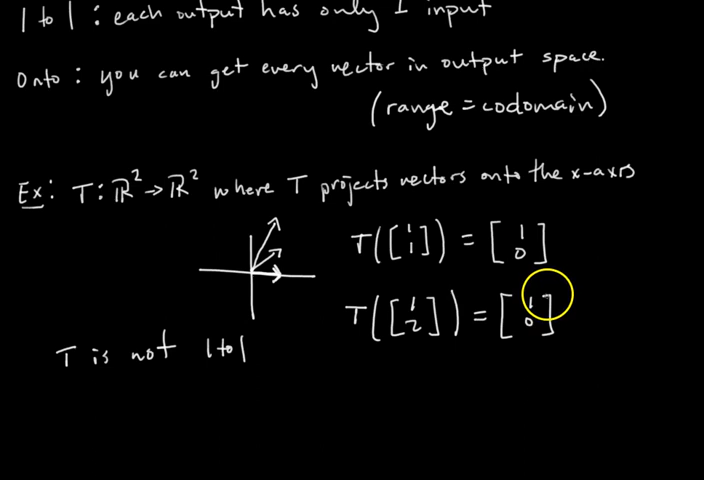 1 to 1 : each output has only 1 input
Onto : you can get every vector in output space.
(range = codomain)
Ex: T: ℝ² → ℝ² where T projects vectors onto the x-axis
T([1 1]) = [1 0]
T([1 2]) = [1 0]
T is not 1 to 1